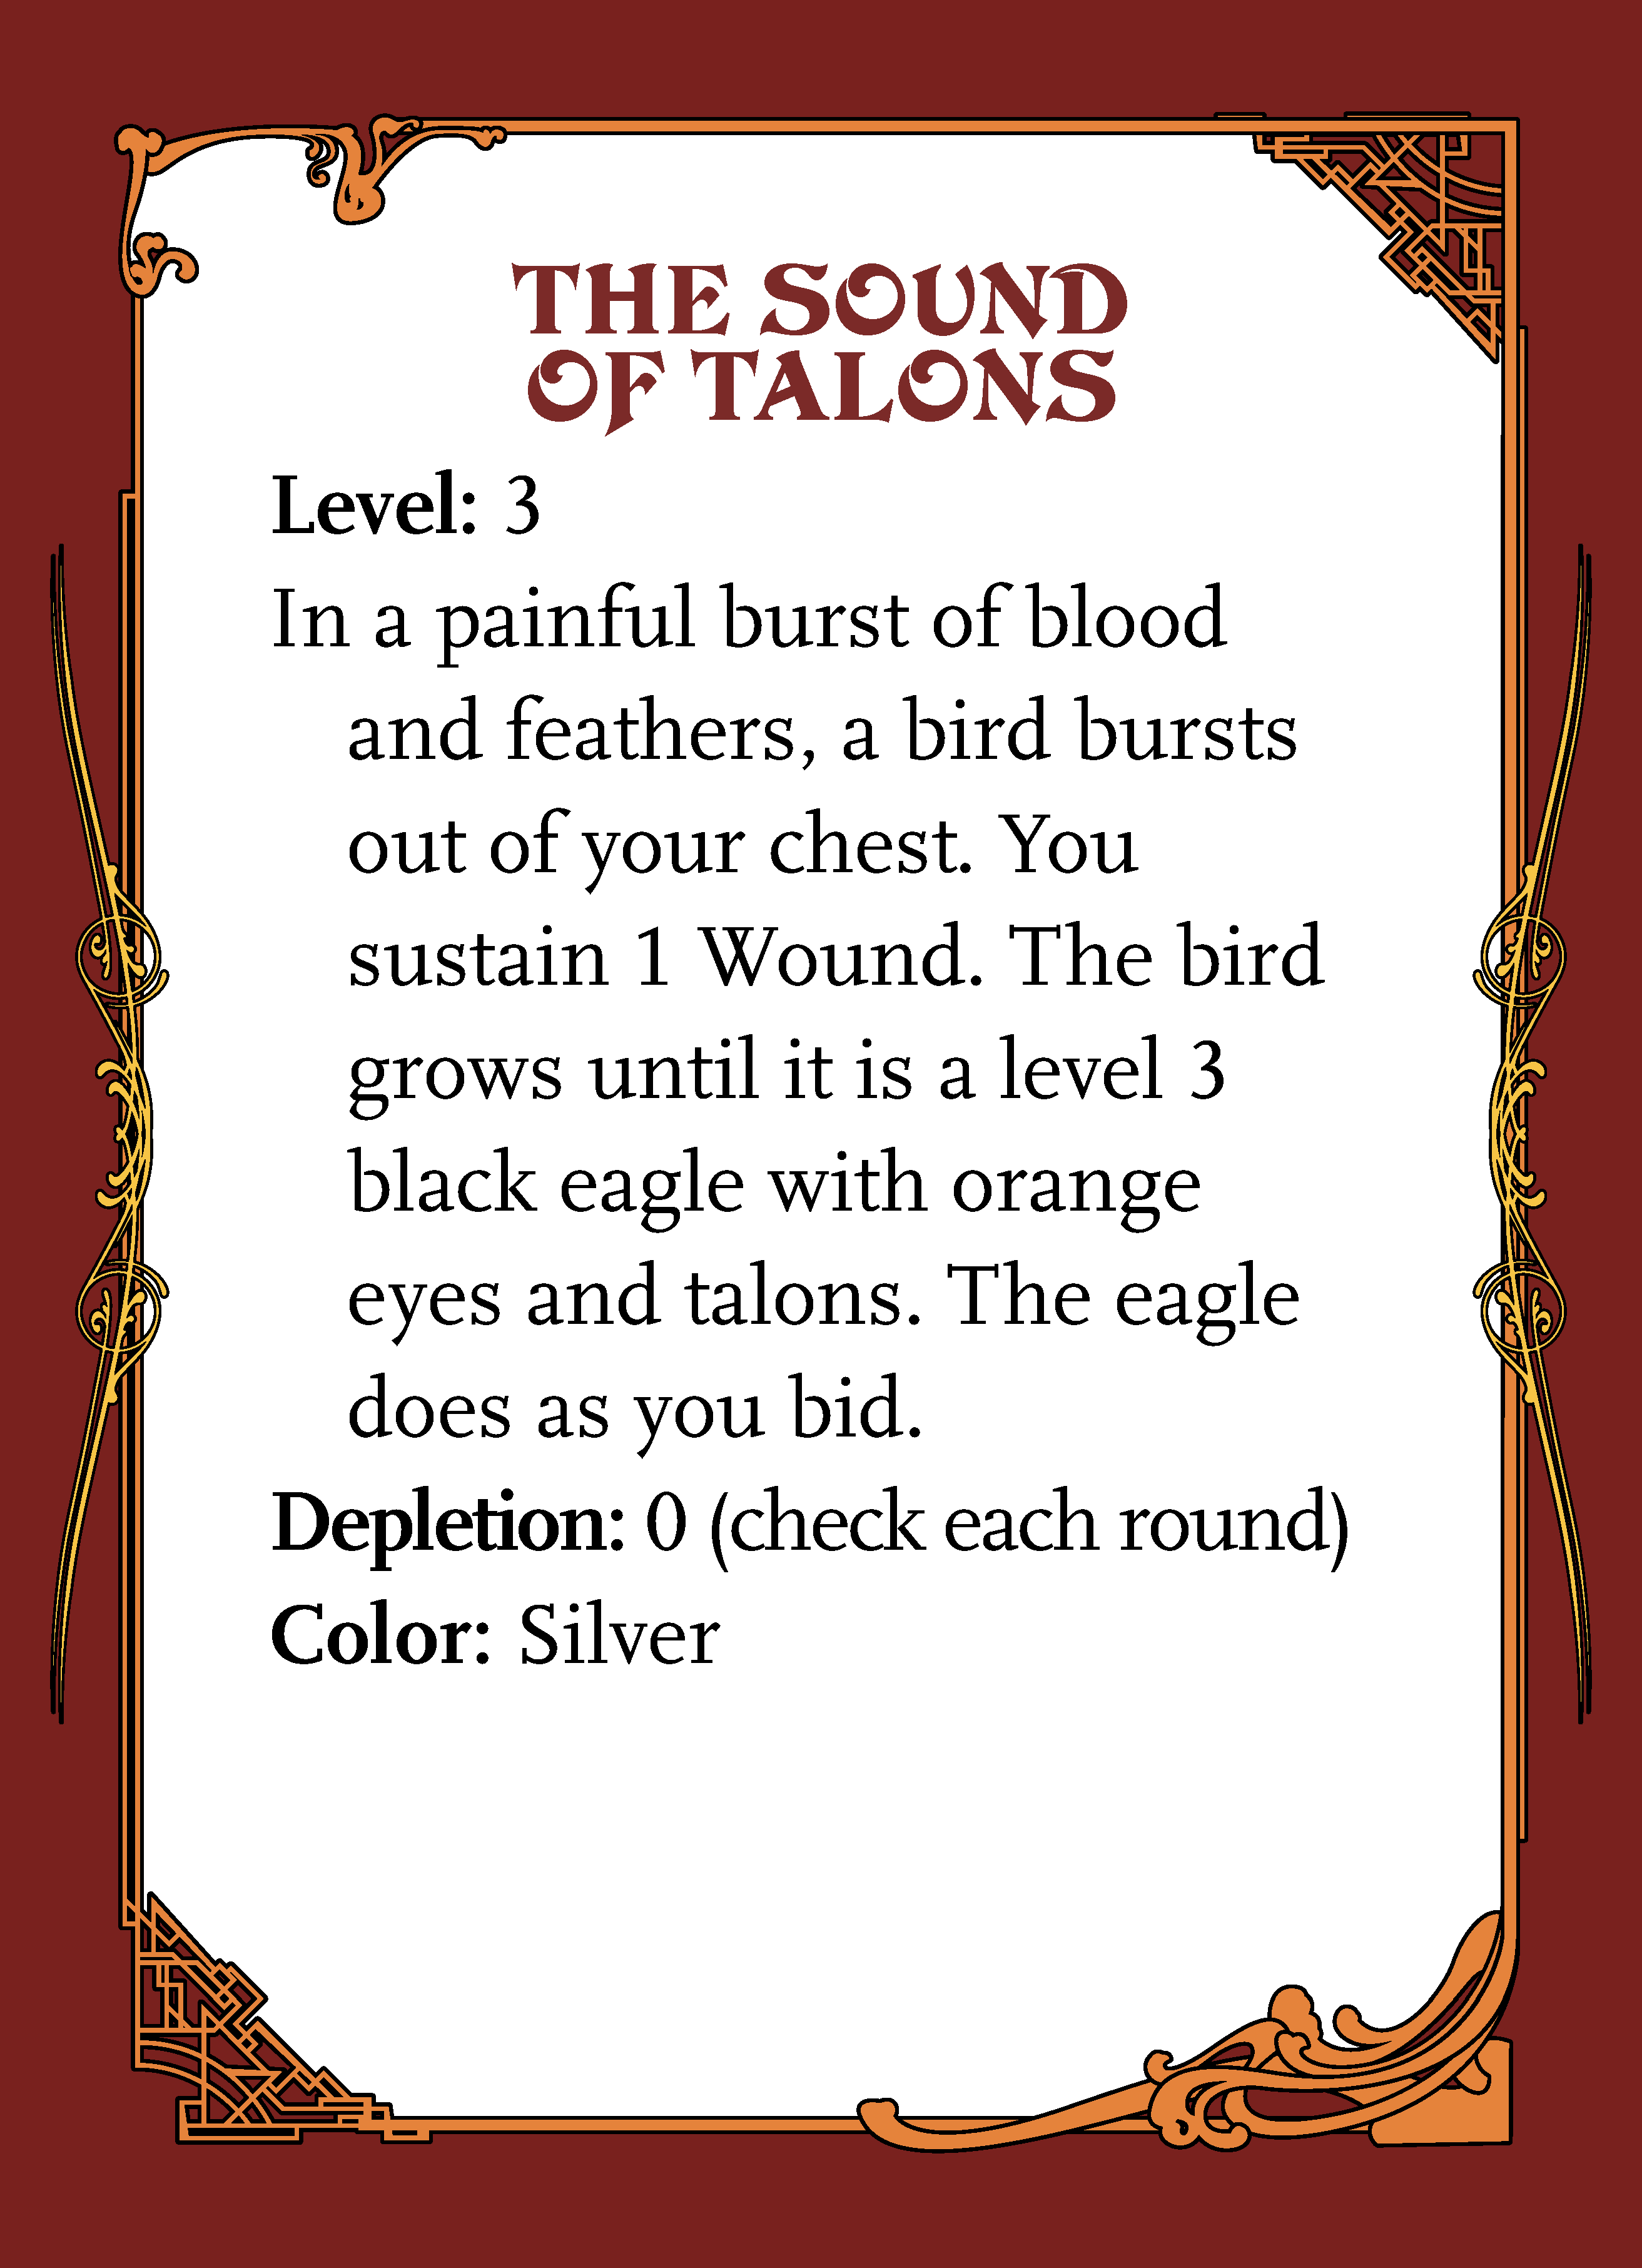 THE SOUND
OF TALONS
Level: 3
In a painful burst of blood
and feathers, a bird bursts
out of your chest. You
sustain 1 Wound. The bird
grows until it is a level 3
black eagle with orange
eyes and talons. The eagle
does as you bid.
Depletion: 0 (check each round)
Color: Silver